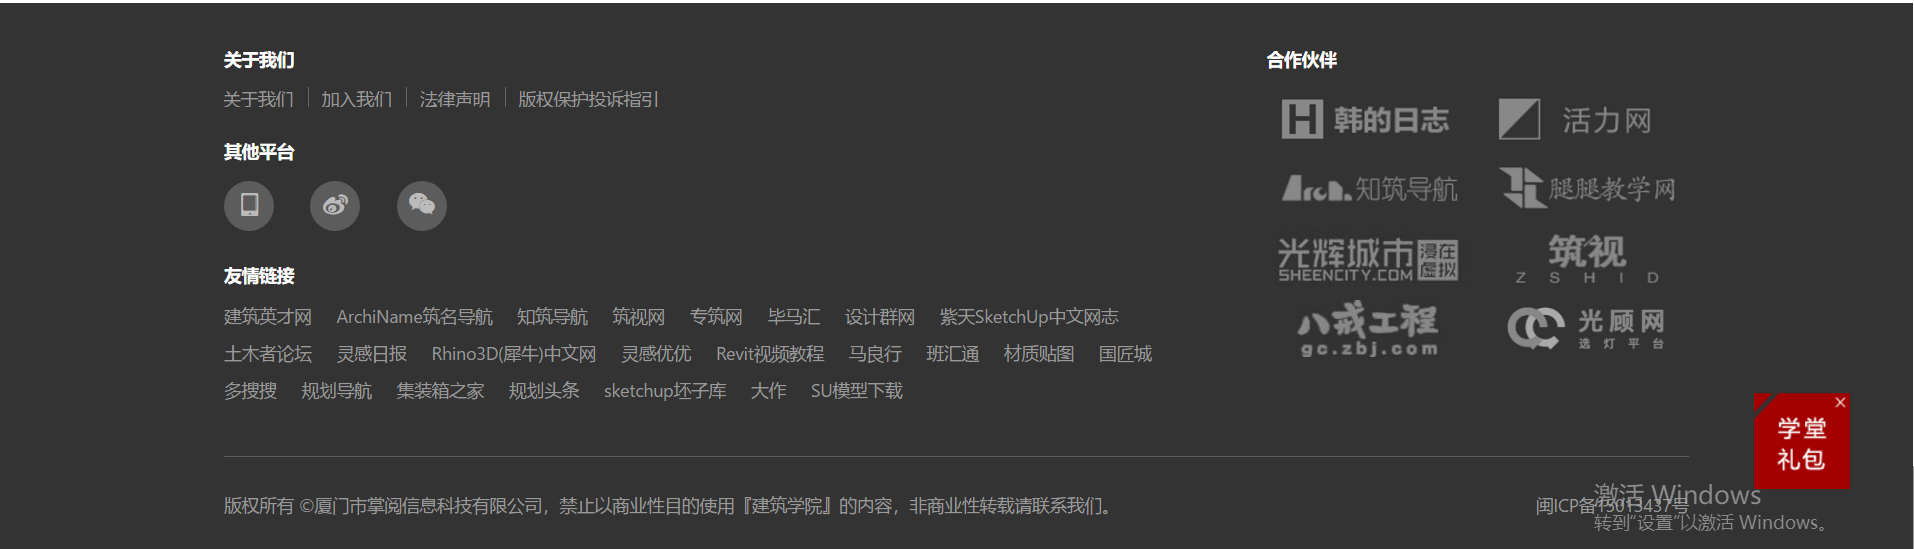 关于我们
关于我们 加入我们 法律声明 版权保护投诉指引
其他平台
友情链接
建筑英才网 ArchiName筑名导航 知筑导航 筑视网 专筑网 毕马汇 设计群网 紫天SketchUp中文网志
土木者论坛 灵感日报 Rhino3D(犀牛)中文网 灵感优优 Revit视频教程 马良行 班汇通 材质贴图 国匠城
多搜搜 规划导航 集装箱之家 规划头条 sketchup坯子库 大作 SU模型下载
合作伙伴
H 韩的日志 活力网
Arch.知筑导航 腿腿教学网
光辉城市 浸在虚拟 筑视
SHEENCITY.COM ZSHID
八戒工程 光顾网
gc.zbj.com 选灯平台
学堂
礼包
版权所有 ©厦门市掌阅信息科技有限公司，禁止以商业性目的使用『建筑学院』的内容，非商业性转载请联系我们。
闽ICP备15013437号
激活 Windows
转到“设置”以激活 Windows。